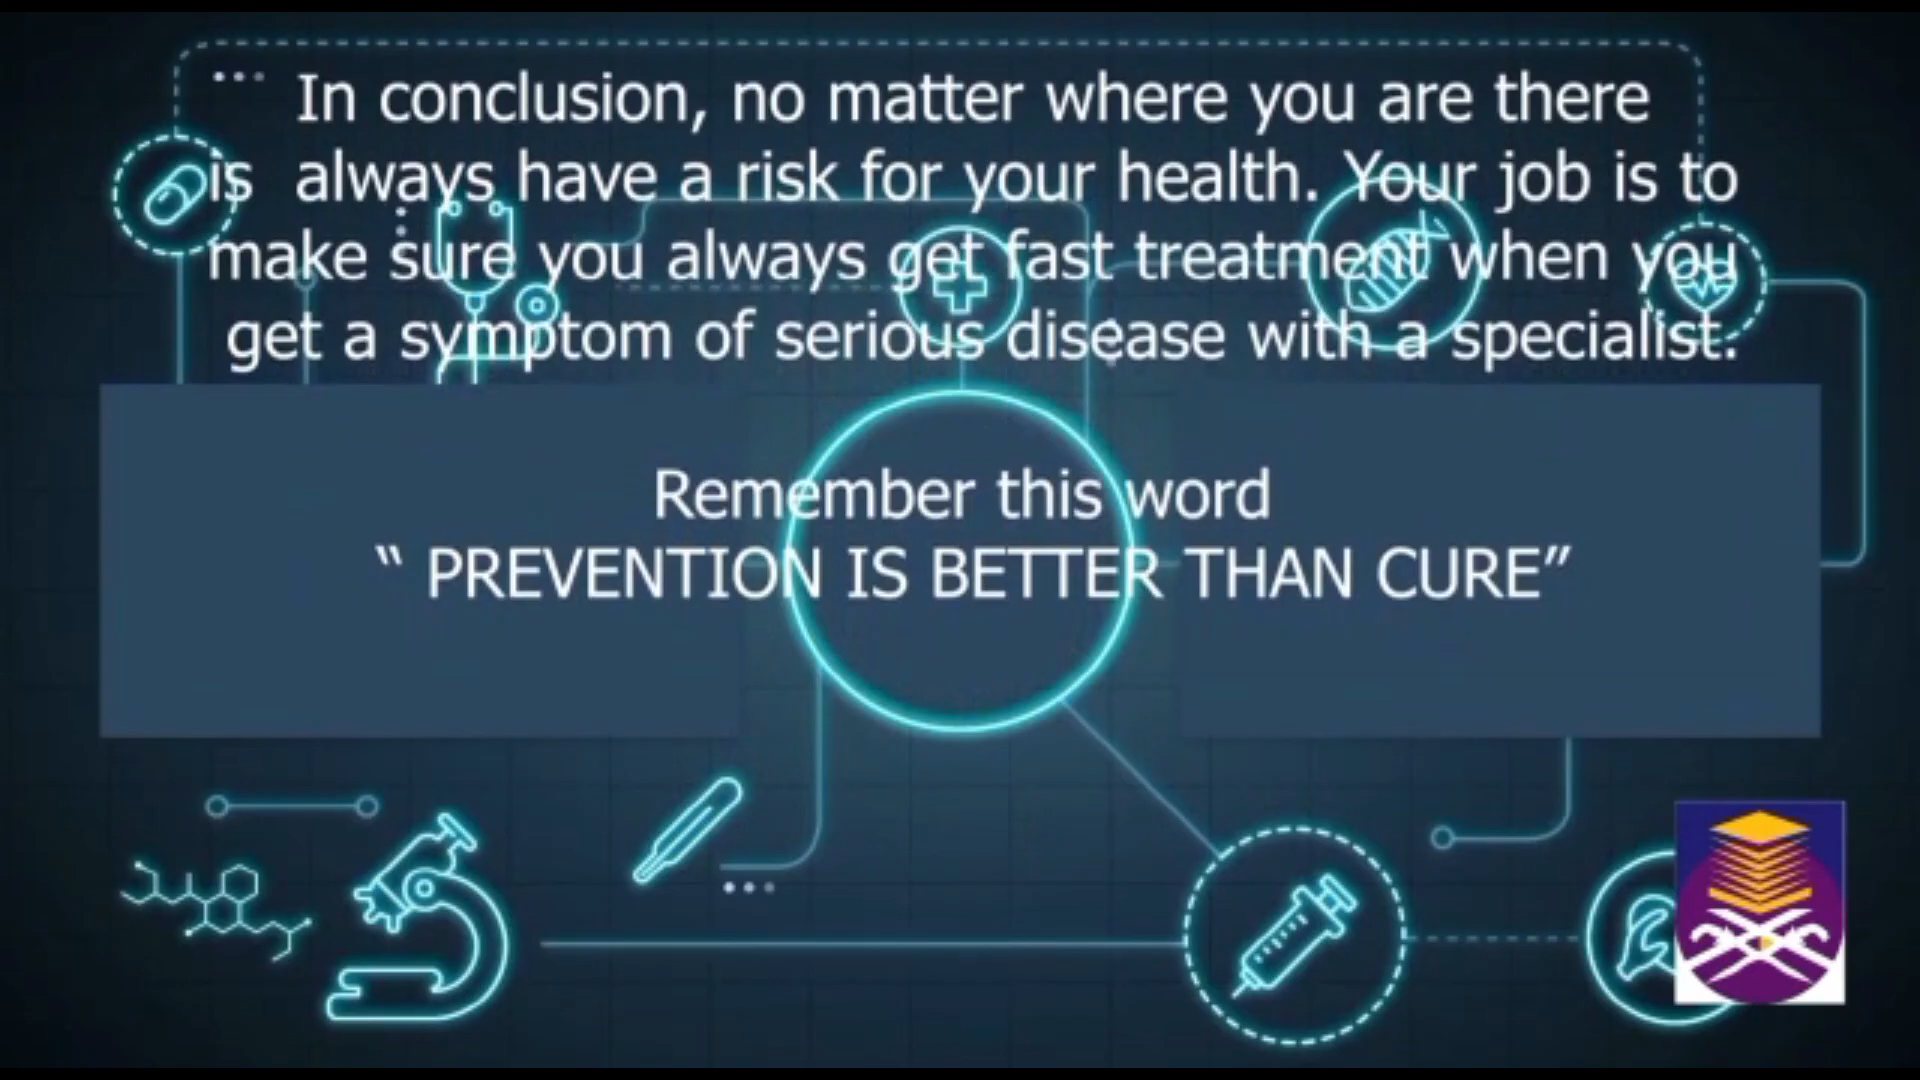 In conclusion, no matter where you are there
is always have a risk for your health. Your job is to
make sure you always get fast treatment when you
get a symptom of serious disease with a specialist.
Remember this word
“ PREVENTION IS BETTER THAN CURE”